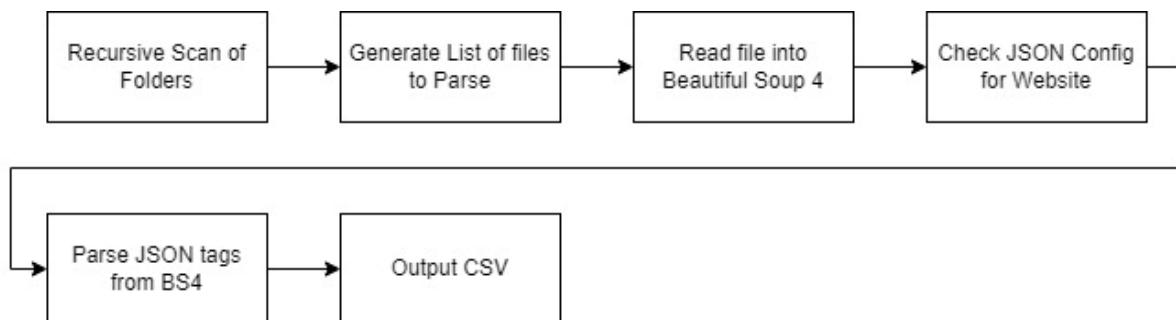 Recursive Scan of
Folders
Generate List of files
to Parse
Read file into
Beautiful Soup 4
Check JSON Config
for Website
Parse JSON tags
from BS4
Output CSV